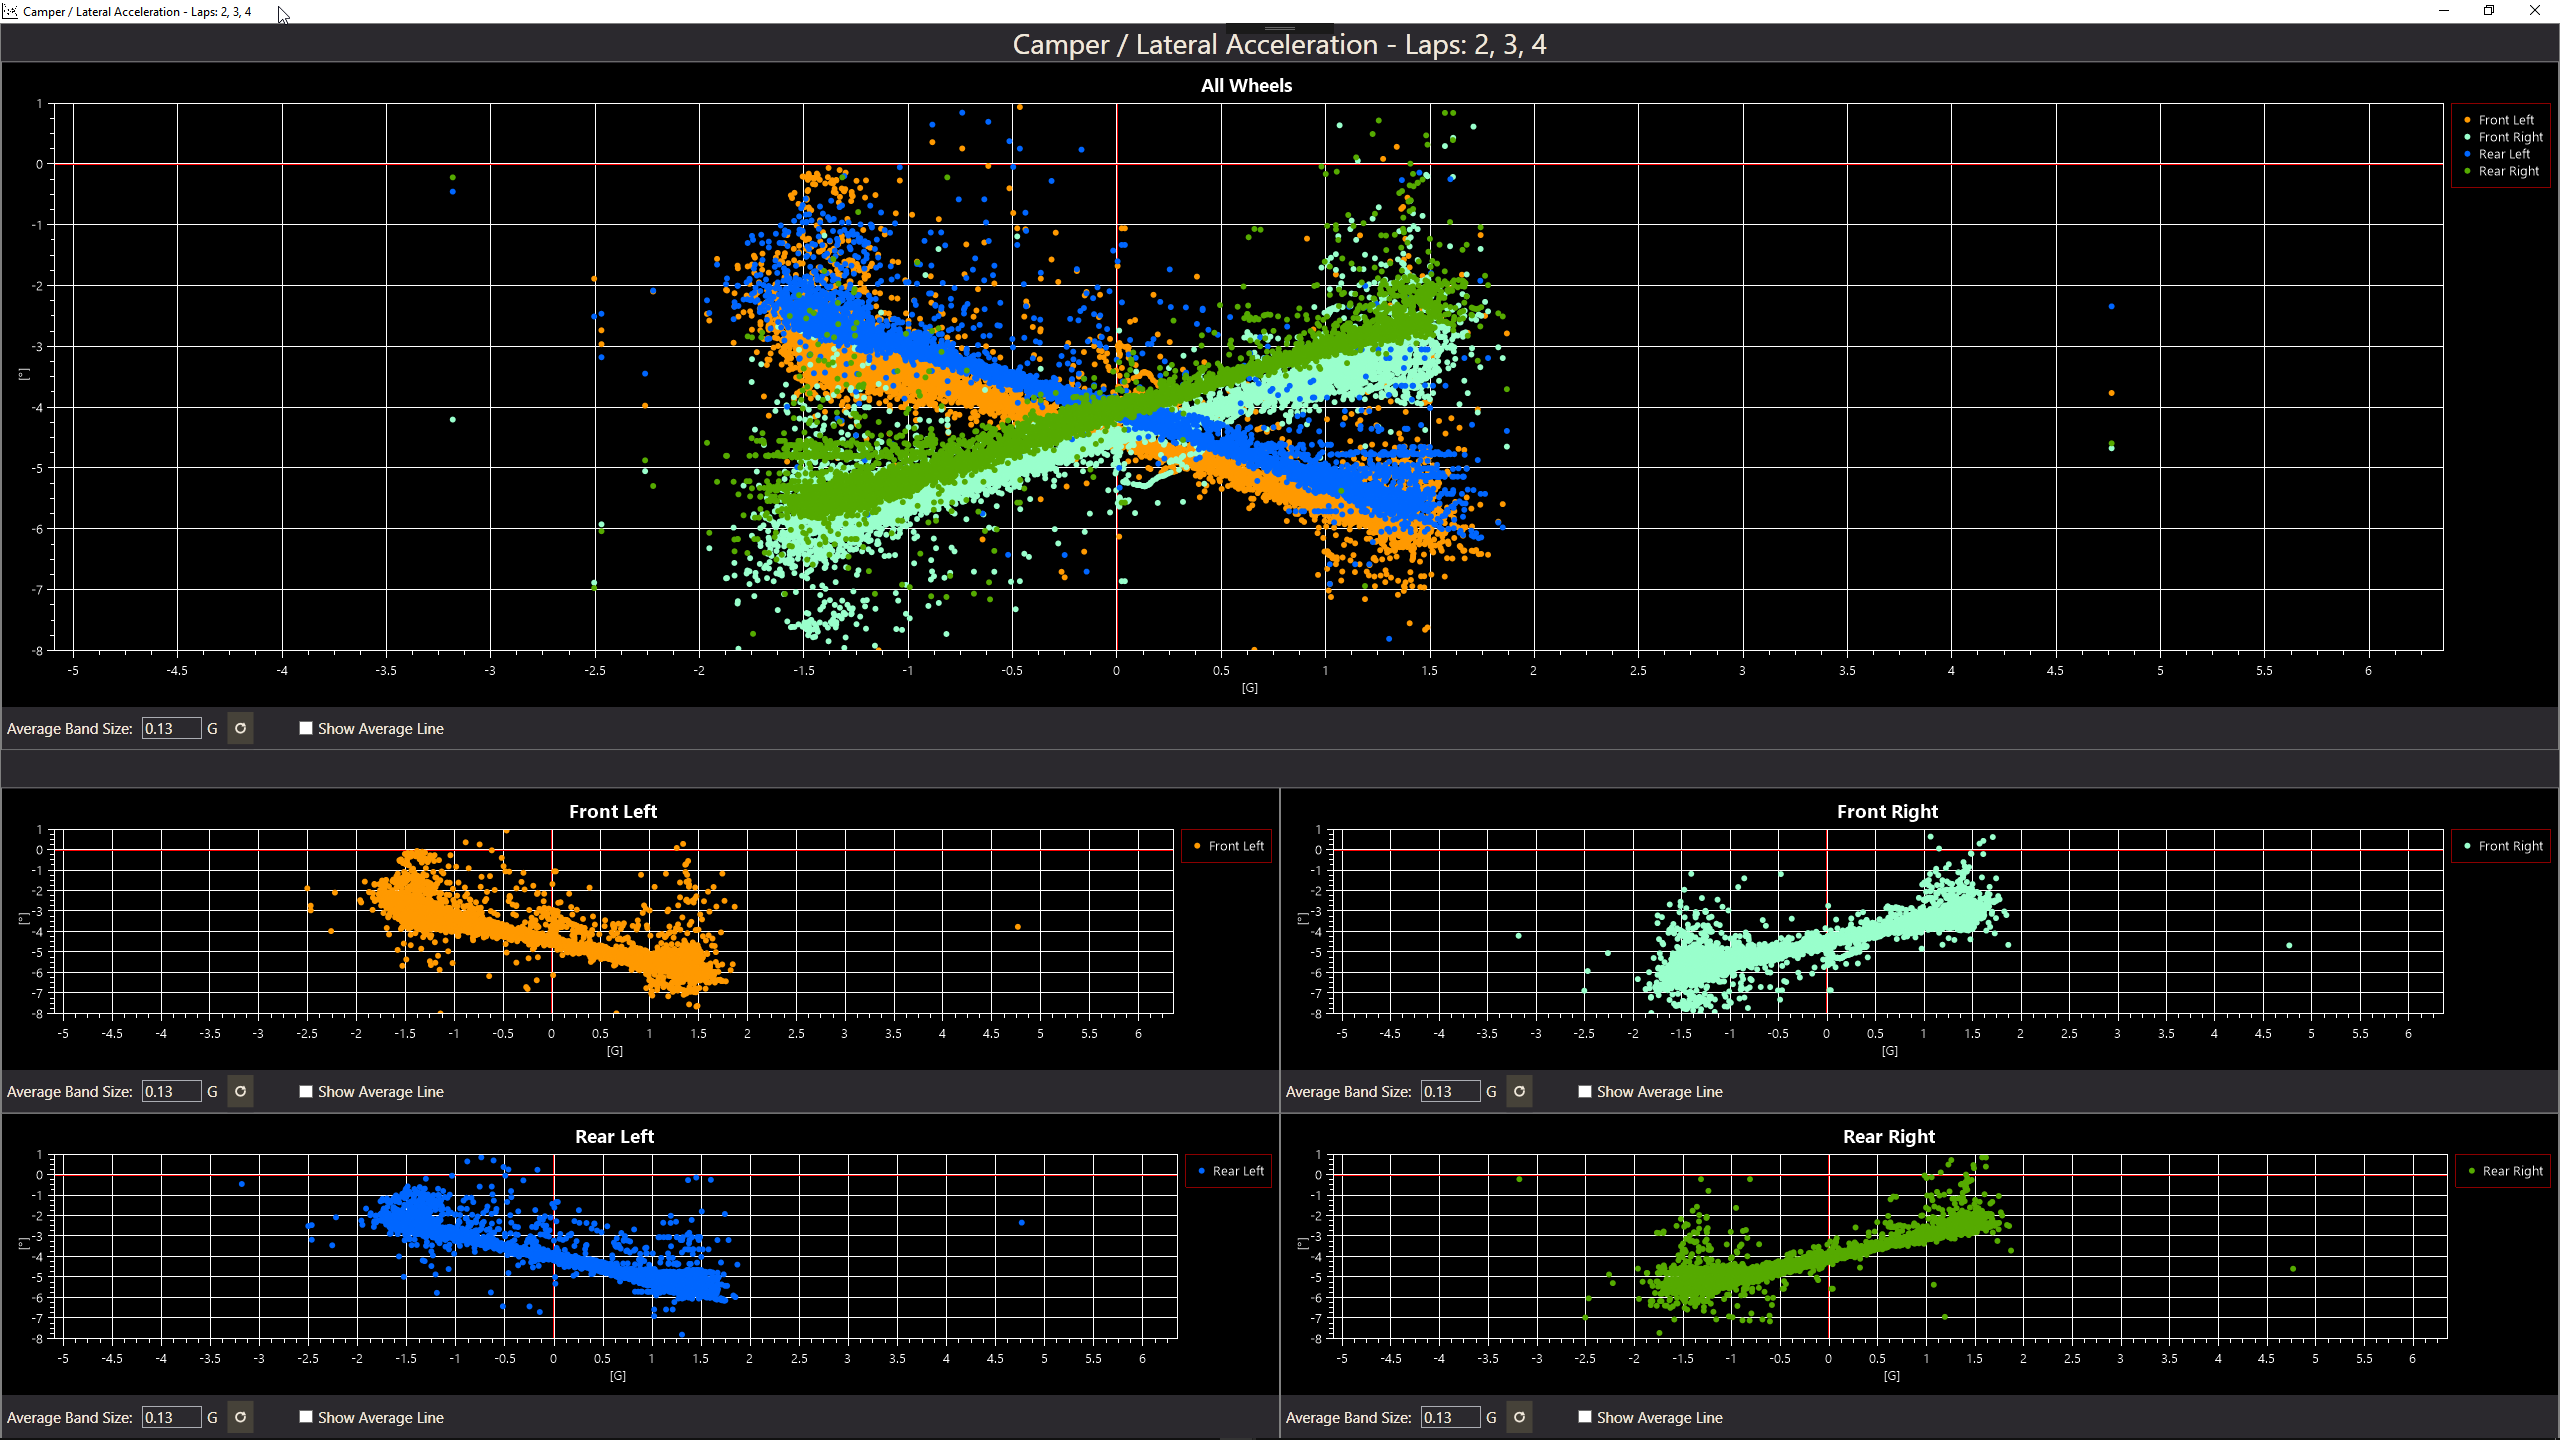 Camper / Lateral Acceleration - Laps: 2, 3, 4
Camper / Lateral Acceleration - Laps: 2, 3, 4
All Wheels
1
0
-1
-2
-3
-4
-5
-6
-7
-8
[°]
-5 -4.5 -4 -3.5 -3 -2.5 -2 -1.5 -1 -0.5 0 0.5 1 1.5 2 2.5 3 3.5 4 4.5 5 5.5 6
[G]
Front Left
Front Right
Rear Left
Rear Right
Average Band Size: 0.13 G Show Average Line
Front Left
1
0
-1
-2
-3
-4
-5
-6
-7
-8
[°]
-5 -4.5 -4 -3.5 -3 -2.5 -2 -1.5 -1 -0.5 0 0.5 1 1.5 2 2.5 3 3.5 4 4.5 5 5.5 6
[G]
Front Left
Average Band Size: 0.13 G Show Average Line
Front Right
1
0
-1
-2
-3
-4
-5
-6
-7
-8
[°]
-5 -4.5 -4 -3.5 -3 -2.5 -2 -1.5 -1 -0.5 0 0.5 1 1.5 2 2.5 3 3.5 4 4.5 5 5.5 6
[G]
Front Right
Average Band Size: 0.13 G Show Average Line
Rear Left
1
0
-1
-2
-3
-4
-5
-6
-7
-8
[°]
-5 -4.5 -4 -3.5 -3 -2.5 -2 -1.5 -1 -0.5 0 0.5 1 1.5 2 2.5 3 3.5 4 4.5 5 5.5 6
[G]
Rear Left
Average Band Size: 0.13 G Show Average Line
Rear Right
1
0
-1
-2
-3
-4
-5
-6
-7
-8
[°]
-5 -4.5 -4 -3.5 -3 -2.5 -2 -1.5 -1 -0.5 0 0.5 1 1.5 2 2.5 3 3.5 4 4.5 5 5.5 6
[G]
Rear Right
Average Band Size: 0.13 G Show Average Line